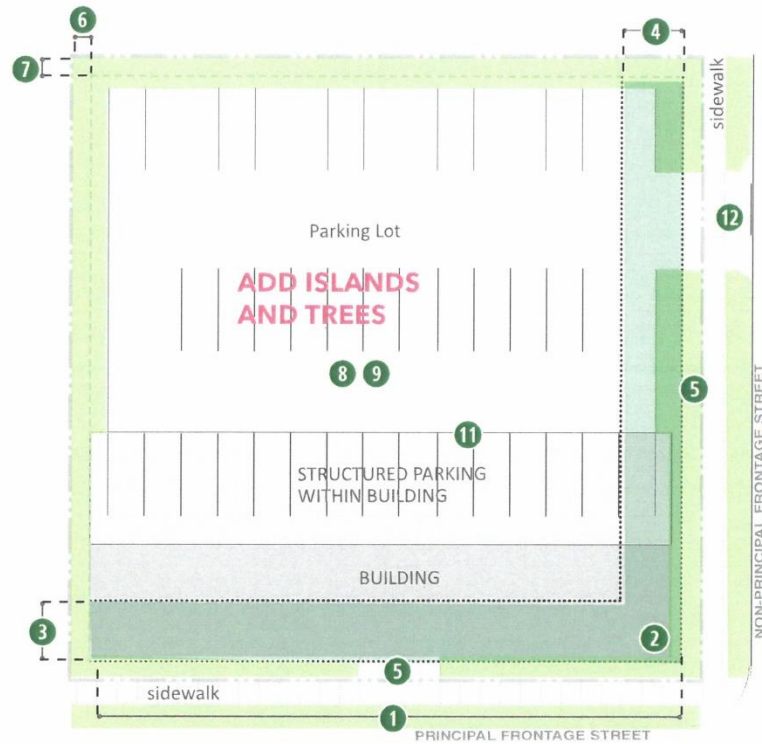 6
4
7
sidewalk
12
Parking Lot
ADD ISLANDS
AND TREES
8 9
5
11
STRUCTURED PARKING
WITHIN BUILDING
NON-PRINCIPAL FRONTAGE STREET
BUILDING
3
2
5
sidewalk
1
PRINCIPAL FRONTAGE STREET